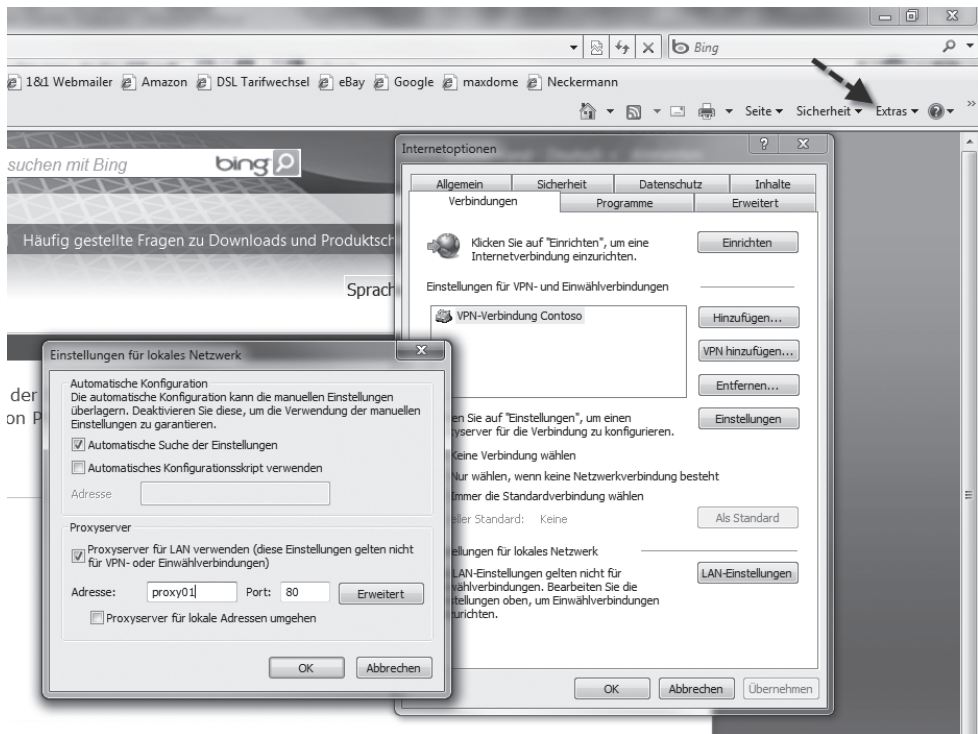 Bing
1&1 Webmailer Amazon DSL Tarifwechsel eBay Google maxdome Neckermann
Seite Sicherheit Extras
suchen mit Bing bing
Häufig gestellte Fragen zu Downloads und Produktsch
Sprach
der
on P
Internetoptionen
Allgemein Sicherheit Datenschutz Inhalte
Verbindungen Programme Erweitert
Klicken Sie auf "Einrichten", um eine
Internetverbindung einzurichten.
Einrichten
Einstellungen für VPN- und Einwählverbindungen
VPN-Verbindung Contoso
Hinzufügen...
VPN hinzufügen...
Entfernen...
en Sie auf "Einstellungen", um einen
yserver für die Verbindung zu konfigurieren.
Einstellungen
Keine Verbindung wählen
Nur wählen, wenn keine Netzwerkverbindung besteht
Immer die Standardverbindung wählen
eller Standard: Keine
Als Standard
ellungen für lokales Netzwerk
LAN-Einstellungen gelten nicht für
wählverbindungen. Bearbeiten Sie die
stellungen oben, um Einwählverbindungen
zurichten.
LAN-Einstellungen
OK Abbrechen Übernehmen
Einstellungen für lokales Netzwerk
Automatische Konfiguration
Die automatische Konfiguration kann die manuellen Einstellungen
überlagern. Deaktivieren Sie diese, um die Verwendung der manuellen
Einstellungen zu garantieren.
Automatische Suche der Einstellungen
Automatisches Konfigurationsskript verwenden
Adresse
Proxyserver
Proxyserver für LAN verwenden (diese Einstellungen gelten nicht
für VPN- oder Einwählverbindungen)
Adresse: proxy01 Port: 80 Erweitert
Proxyserver für lokale Adressen umgehen
OK Abbrechen